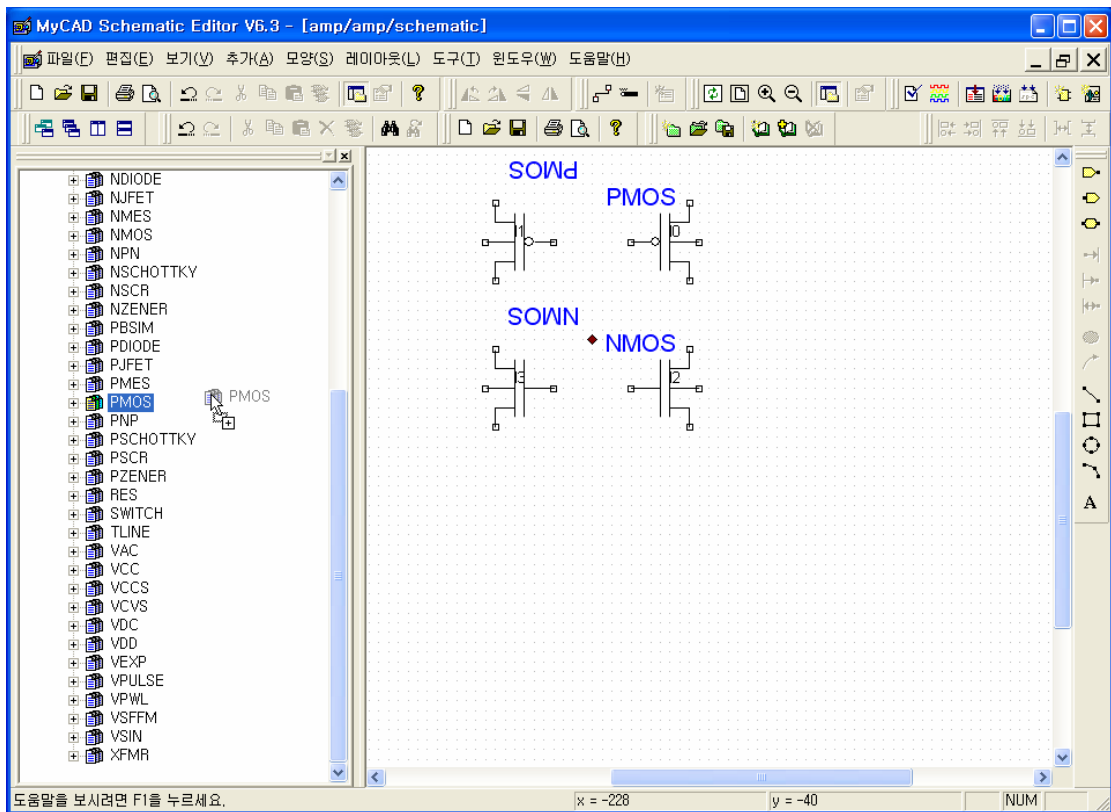 MyCAD Schematic Editor V6.3 - [amp/amp/schematic]
파일(F) 편집(E) 보기(V) 추가(A) 모양(S) 레이아웃(L) 도구(T) 윈도우(W) 도움말(H)
NDIODE
NJFET
NMES
NMOS
NPN
NSCHOTTKY
NSCR
NZENER
PBSIM
PDIODE
PJFET
PMES
PMOS
PNP
PSCHOTTKY
PSCR
PZENER
RES
SWITCH
TLINE
VAC
VCC
VCCS
VCVS
VDC
VDD
VEXP
VPULSE
VPWL
VSFFM
VSIN
XFMR
PMOS
PMOS
PMOS
I1
I0
NMOS
NMOS
I3
I2
A
도움말을 보시려면 F1을 누르세요.
x = -228
y = -40
NUM